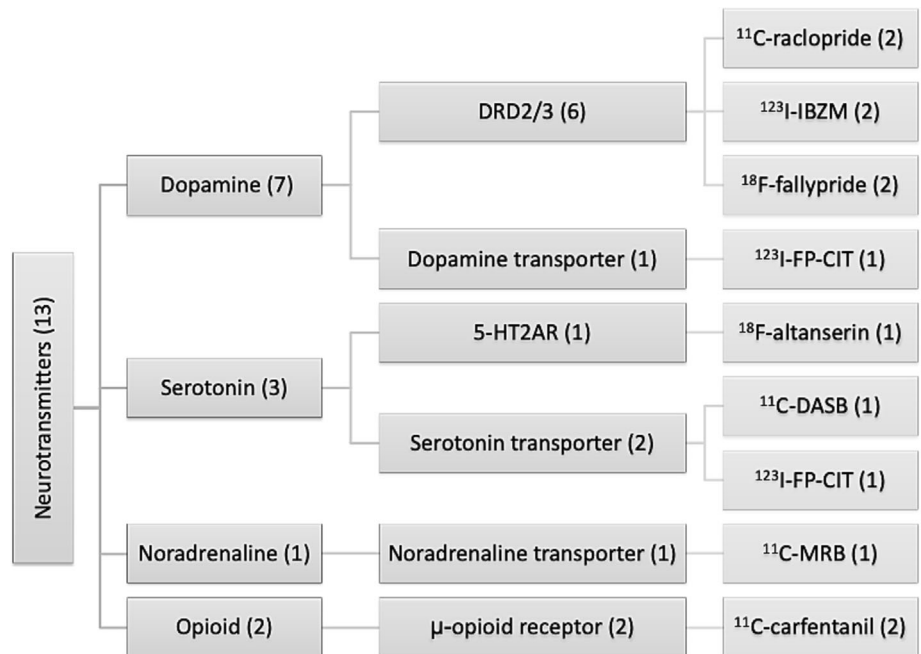 Neurotransmitters (13)
Dopamine (7)
DRD2/3 (6)
¹¹C-raclopride (2)
¹²³I-IBZM (2)
¹⁸F-fallypride (2)
Dopamine transporter (1)
¹²³I-FP-CIT (1)
Serotonin (3)
5-HT2AR (1)
¹⁸F-altanserin (1)
Serotonin transporter (2)
¹¹C-DASB (1)
¹²³I-FP-CIT (1)
Noradrenaline (1)
Noradrenaline transporter (1)
¹¹C-MRB (1)
Opioid (2)
μ-opioid receptor (2)
¹¹C-carfentanil (2)